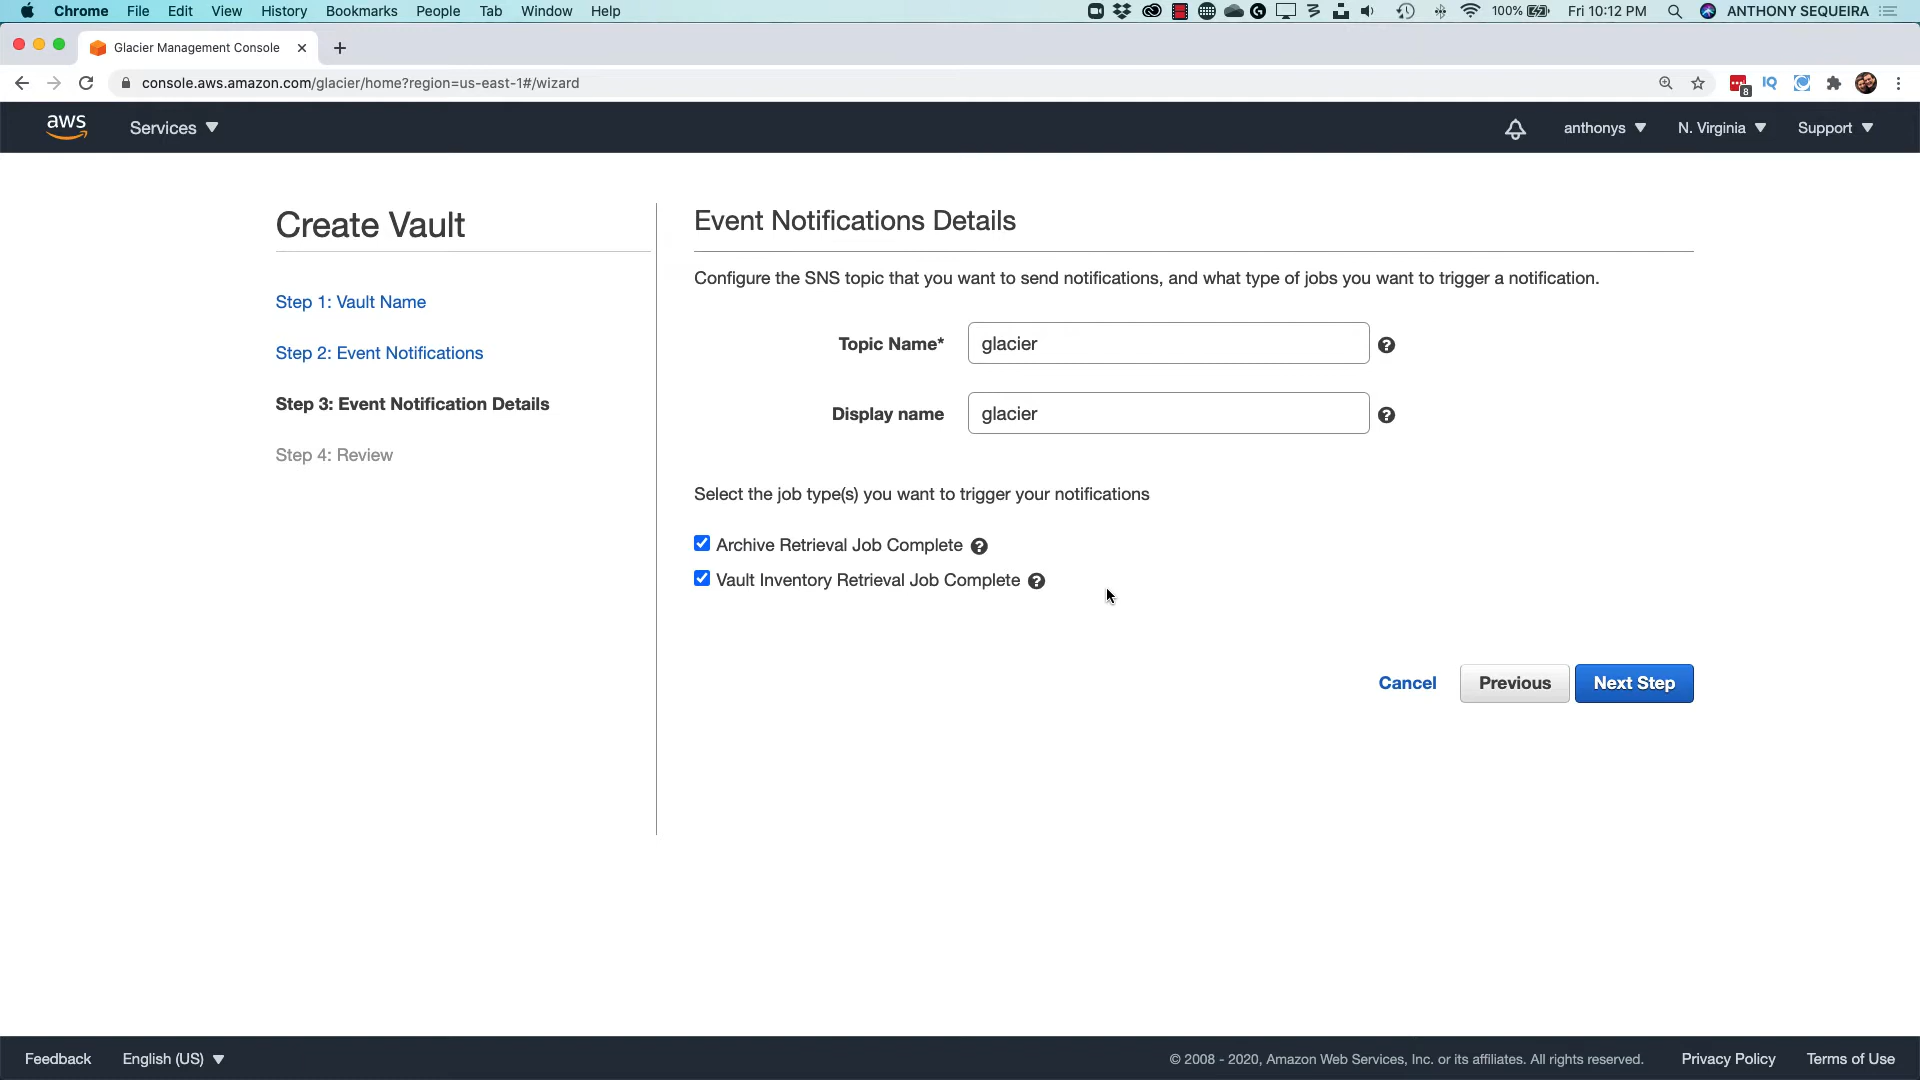 Chrome File Edit View History Bookmarks People Tab Window Help 100% Fri 10:12 PM ANTHONY SEQUEIRA
Glacier Management Console
console.aws.amazon.com/glacier/home?region=us-east-1#/wizard
IQ
8
aws Services anthonys N. Virginia Support
Create Vault
Step 1: Vault Name
Step 2: Event Notifications
Step 3: Event Notification Details
Step 4: Review
Event Notifications Details
Configure the SNS topic that you want to send notifications, and what type of jobs you want to trigger a notification.
Topic Name* glacier
Display name glacier
Select the job type(s) you want to trigger your notifications
Archive Retrieval Job Complete
Vault Inventory Retrieval Job Complete
Cancel Previous Next Step
Feedback English (US) © 2008 - 2020, Amazon Web Services, Inc. or its affiliates. All rights reserved. Privacy Policy Terms of Use